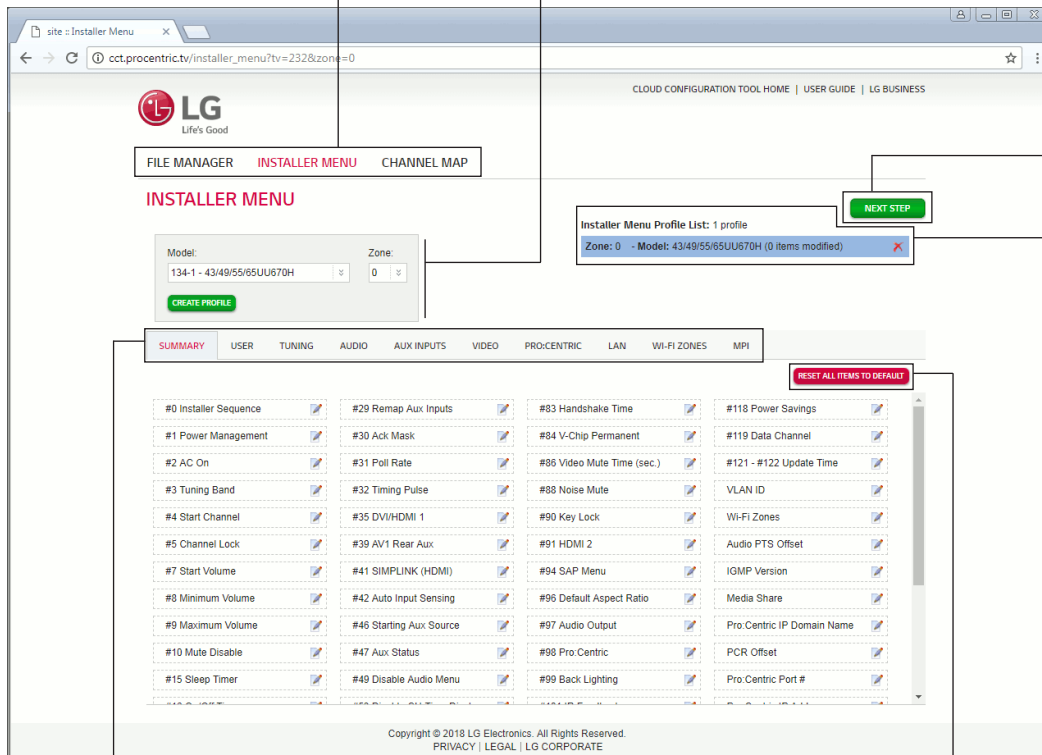 site :: Installer Menu
cct.procentric.tv/installer_menu?tv=232&zone=0
CLOUD CONFIGURATION TOOL HOME | USER GUIDE | LG BUSINESS
LG
Life's Good
FILE MANAGER INSTALLER MENU CHANNEL MAP
INSTALLER MENU
NEXT STEP
Installer Menu Profile List: 1 profile
Zone: 0 - Model: 43/49/55/65UU670H (0 items modified)
Model: Zone:
134-1 - 43/49/55/65UU670H 0
CREATE PROFILE
SUMMARY USER TUNING AUDIO AUX INPUTS VIDEO PRO:CENTRIC LAN WI-FI ZONES MPI
RESET ALL ITEMS TO DEFAULT
#0 Installer Sequence #29 Remap Aux Inputs #83 Handshake Time #118 Power Savings
#1 Power Management #30 Ack Mask #84 V-Chip Permanent #119 Data Channel
#2 AC On #31 Poll Rate #86 Video Mute Time (sec.) #121 - #122 Update Time
#3 Tuning Band #32 Timing Pulse #88 Noise Mute VLAN ID
#4 Start Channel #35 DVI/HDMI 1 #90 Key Lock Wi-Fi Zones
#5 Channel Lock #39 AV1 Rear Aux #91 HDMI 2 Audio PTS Offset
#7 Start Volume #41 SIMPLINK (HDMI) #94 SAP Menu IGMP Version
#8 Minimum Volume #42 Auto Input Sensing #96 Default Aspect Ratio Media Share
#9 Maximum Volume #46 Starting Aux Source #97 Audio Output Pro:Centric IP Domain Name
#10 Mute Disable #47 Aux Status #98 Pro:Centric PCR Offset
#15 Sleep Timer #49 Disable Audio Menu #99 Back Lighting Pro:Centric Port #
Copyright © 2018 LG Electronics. All Rights Reserved.
PRIVACY | LEGAL | LG CORPORATE